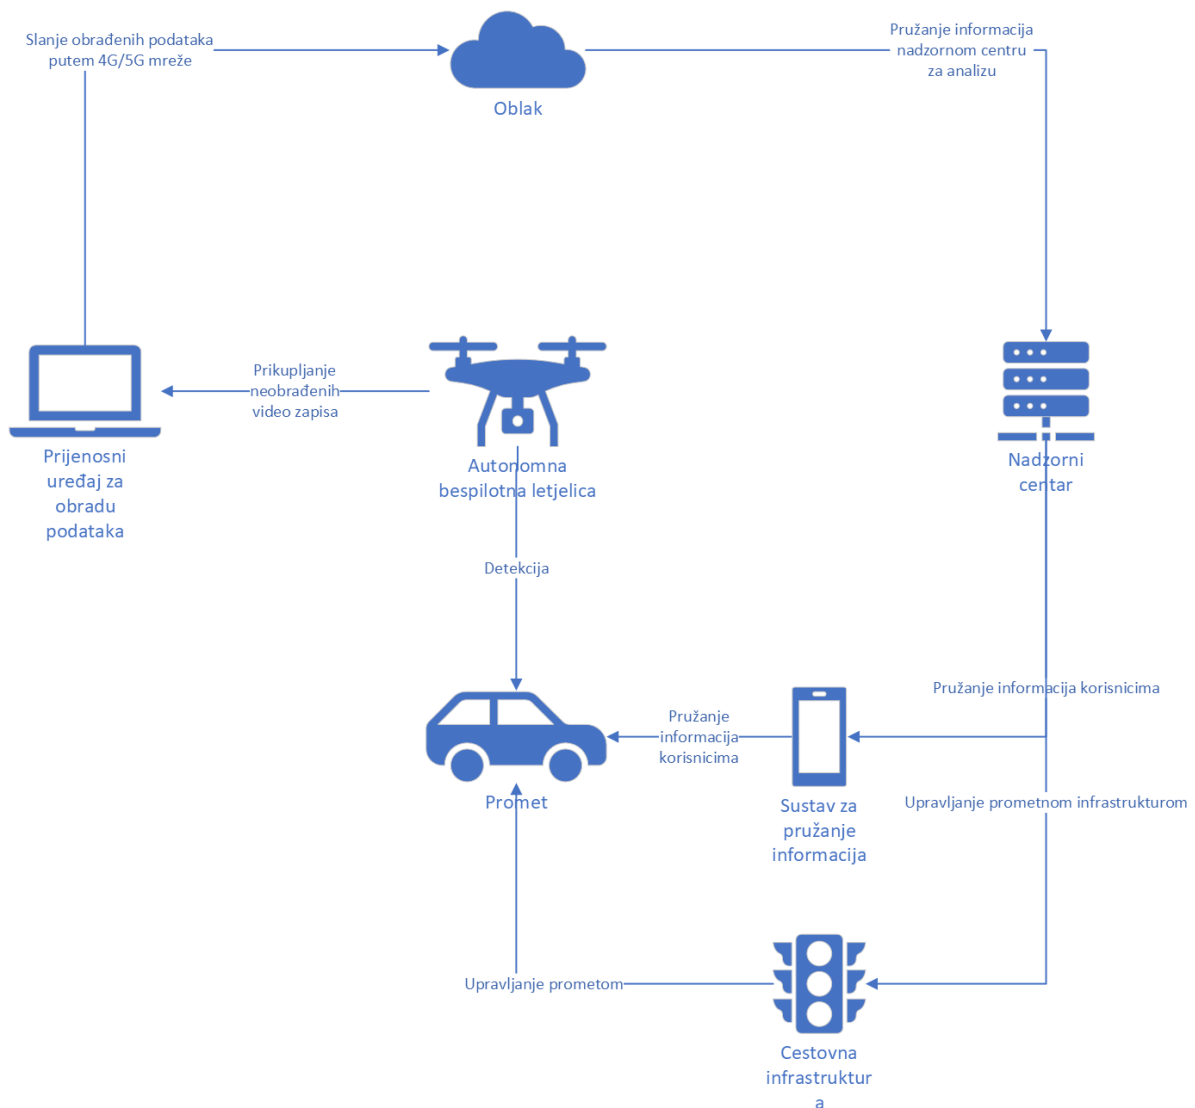 Slanje obrađenih podataka
putem 4G/5G mreže
Oblak
Pružanje informacija
nadzornom centru
za analizu
Prikupljanje
neobrađenih
video zapisa
Prijenosni
uređaj za
obradu
podataka
Autonomna
bespilotna letjelica
Nadzorni
centar
Detekcija
Pružanje informacija korisnicima
Pružanje
informacija
korisnicima
Promet
Sustav za
pružanje
informacija
Upravljanje prometnom infrastrukturom
Upravljanje prometom
Cestovna
infrastruktur
a